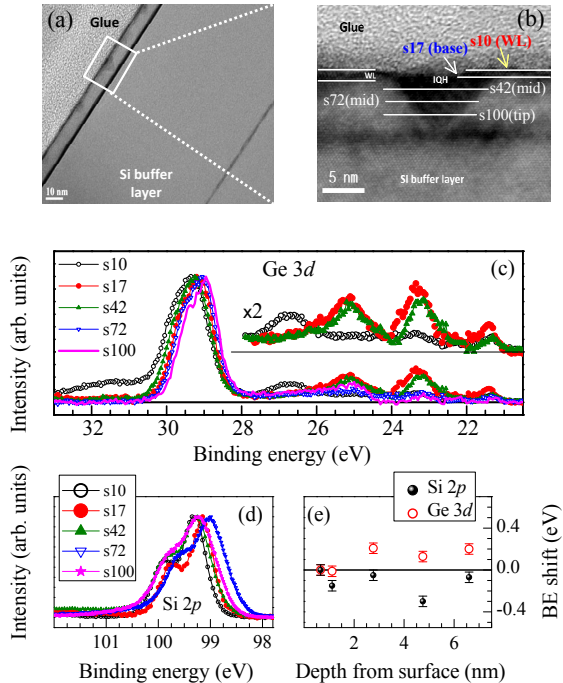 (a)
Glue
Si buffer
layer
10 nm
(b)
Glue
s17 (base)
s10 (WL)
WL
IQH
s42(mid)
s72(mid)
s100(tip)
5 nm
Si buffer layer
Intensity (arb. units)
s10
s17
s42
s72
s100
Ge 3d
(c)
x2
32 30 28 26 24 22
Binding energy (eV)
Intensity (arb. units)
s10
s17
s42
s72
s100
(d)
Si 2p
101 100 99 98
Binding energy (eV)
Si 2p
Ge 3d
(e)
0.4
0.0
-0.4
BE shift (eV)
2 4 6
Depth from surface (nm)